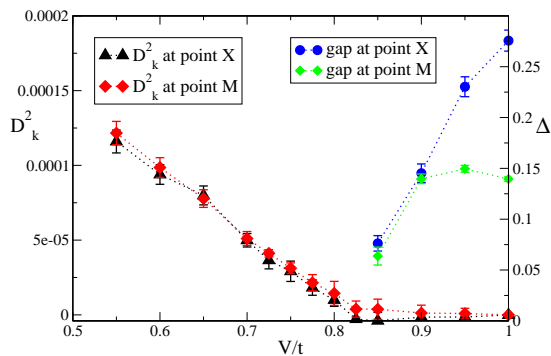 0.0002
0.00015
0.0001
5e-05
0
D²ₖ
D²ₖ at point X
D²ₖ at point M
gap at point X
gap at point M
0.25
0.2
0.15
0.1
0.05
0
Δ
0.5 0.6 0.7 0.8 0.9 1
V/t